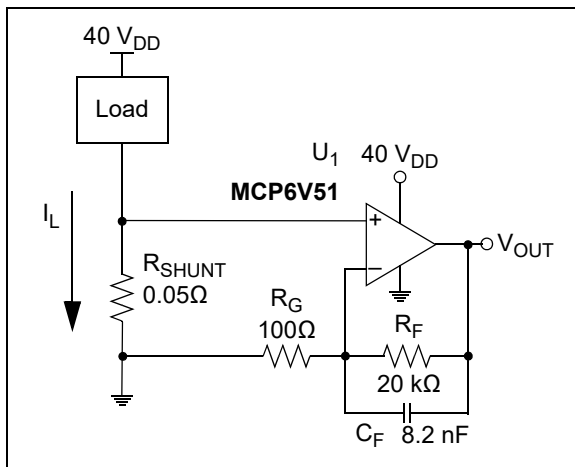 40 V_DD
Load
U_1 40 V_DD
MCP6V51
+
−
V_OUT
I_L
R_SHUNT
0.05Ω
R_G
100Ω
R_F
20 kΩ
C_F 8.2 nF